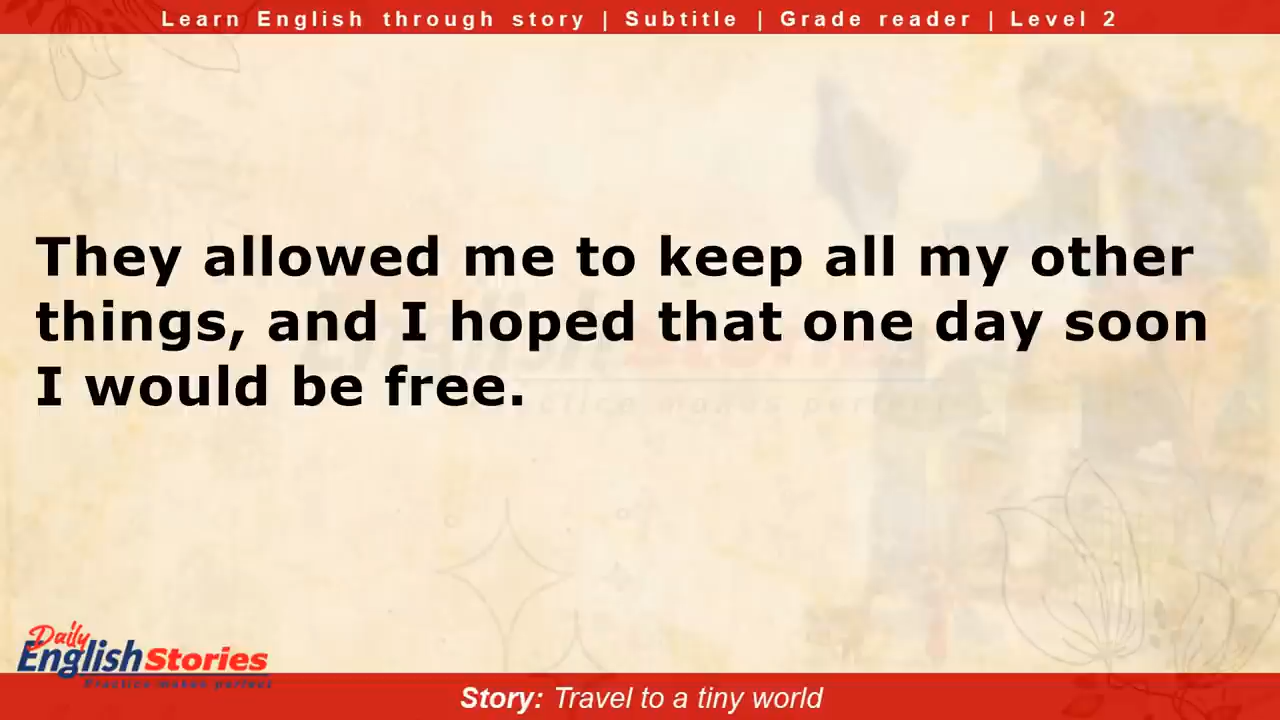 Learn English through story | Subtitle | Grade reader | Level 2
They allowed me to keep all my other
things, and I hoped that one day soon
I would be free.
Daily
English Stories
Practice makes perfect
Story: Travel to a tiny world